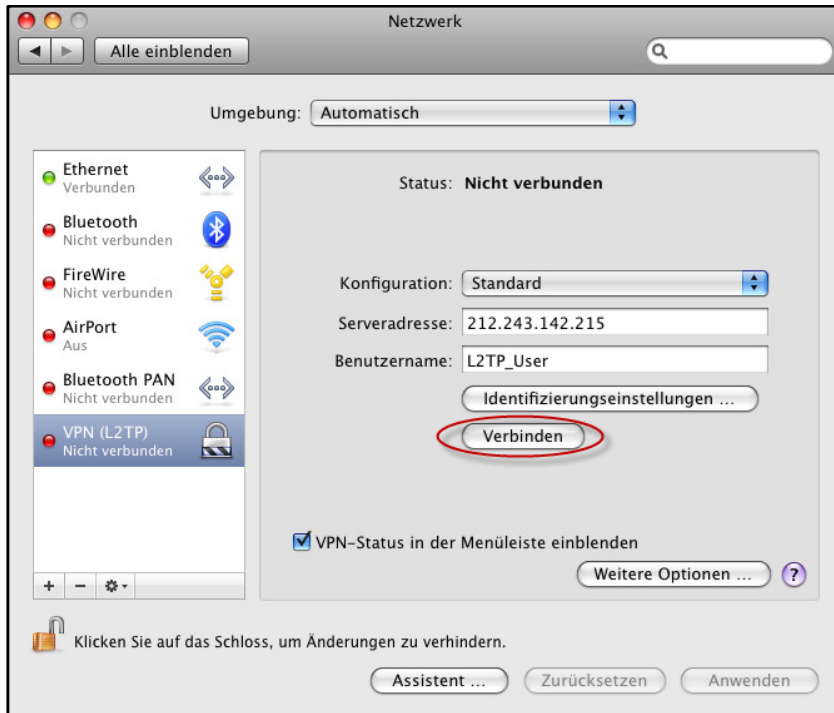 Netzwerk
Alle einblenden
Umgebung: Automatisch
Ethernet
Verbunden
Bluetooth
Nicht verbunden
FireWire
Nicht verbunden
AirPort
Aus
Bluetooth PAN
Nicht verbunden
VPN (L2TP)
Nicht verbunden
Status: Nicht verbunden
Konfiguration: Standard
Serveradresse: 212.243.142.215
Benutzername: L2TP_User
Identifizierungseinstellungen ...
Verbinden
VPN-Status in der Menüleiste einblenden
Weitere Optionen ... ?
Klicken Sie auf das Schloss, um Änderungen zu verhindern.
Assistent ... Zurücksetzen Anwenden